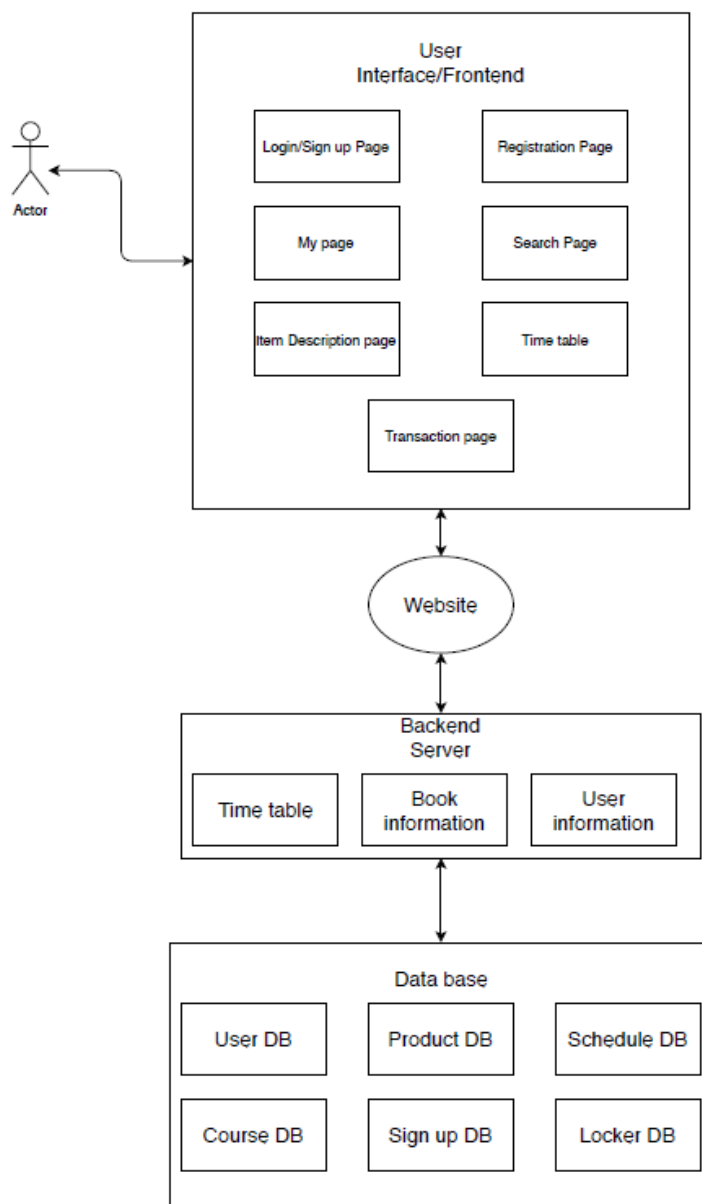 User
Interface/Frontend
Login/Sign up Page
Registration Page
Actor
My page
Search Page
Item Description page
Time table
Transaction page
Website
Backend
Server
Time table
Book
information
User
information
Data base
User DB
Product DB
Schedule DB
Course DB
Sign up DB
Locker DB